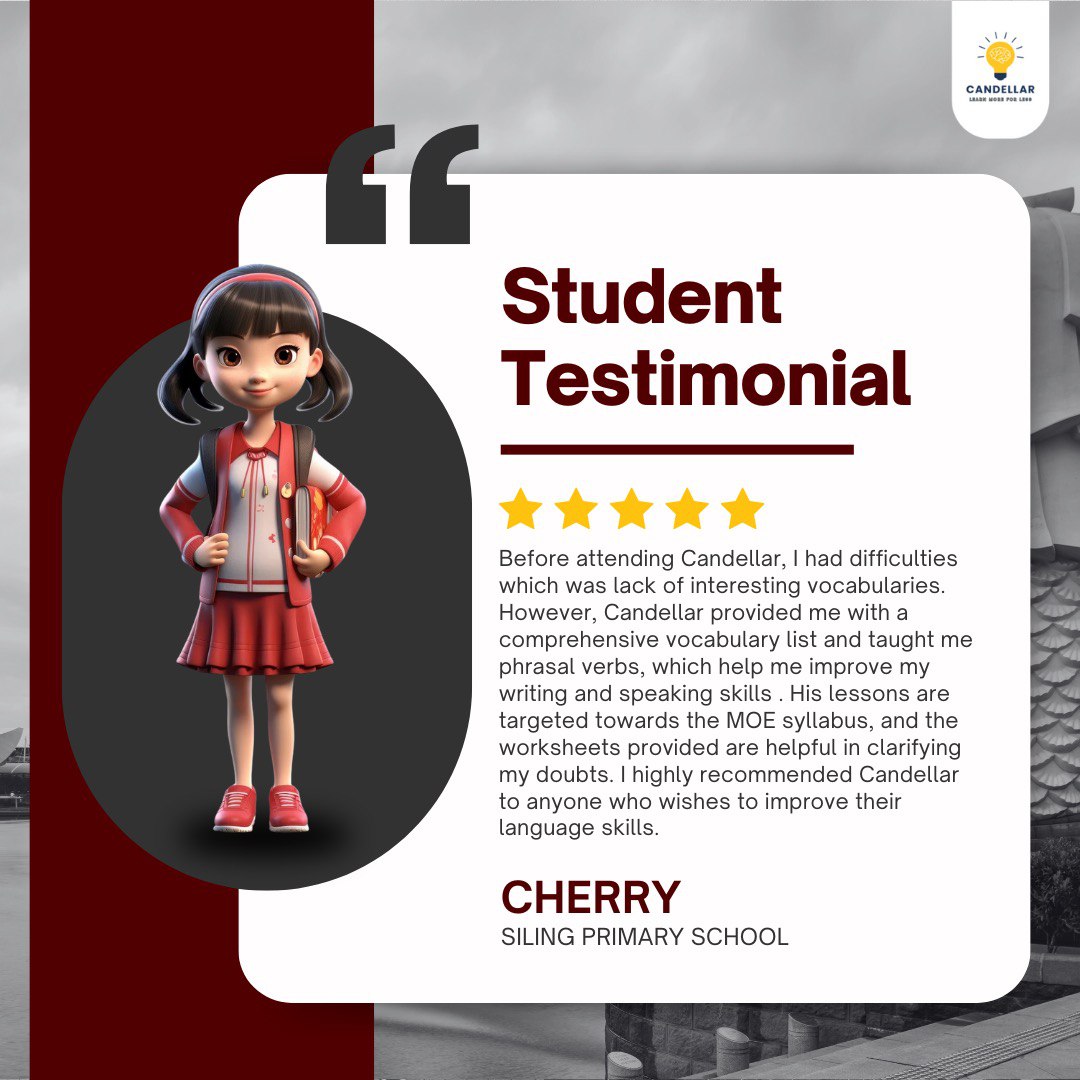 CANDELLAR
LEARN MORE FOR LESS
Student
Testimonial
Before attending Candellar, I had difficulties
which was lack of interesting vocabularies.
However, Candellar provided me with a
comprehensive vocabulary list and taught me
phrasal verbs, which help me improve my
writing and speaking skills . His lessons are
targeted towards the MOE syllabus, and the
worksheets provided are helpful in clarifying
my doubts. I highly recommended Candellar
to anyone who wishes to improve their
language skills.
CHERRY
SILING PRIMARY SCHOOL